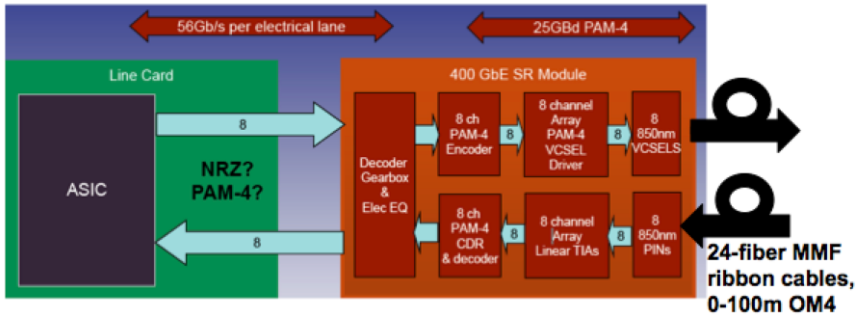 56Gb/s per electrical lane
25GBd PAM-4
Line Card
400 GbE SR Module
ASIC
8
NRZ?
PAM-4?
8
Decoder
Gearbox
&
Elec EQ
8 ch
PAM-4
Encoder
8
8 channel
Array
PAM-4
VCSEL
Driver
8
8
850nm
VCSELS
8 ch
PAM-4
CDR
& decoder
8
8 channel
Array
Linear TIAs
8
8
850nm
PINs
24-fiber MMF
ribbon cables,
0-100m OM4